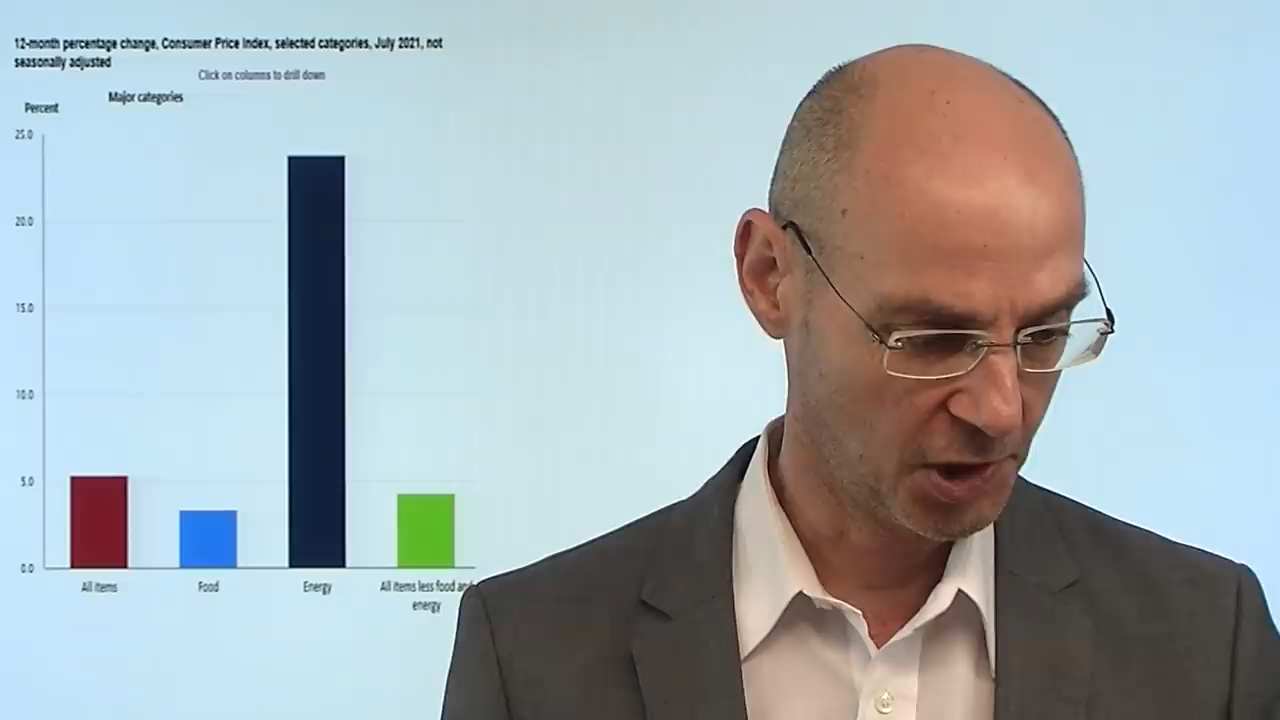 12-month percentage change, Consumer Price Index, selected categories, July 2021, not
seasonally adjusted
Click on columns to drill down
Major categories
Percent
25.0
20.0
15.0
10.0
5.0
0.0
All items
Food
Energy
All items less food and
energy